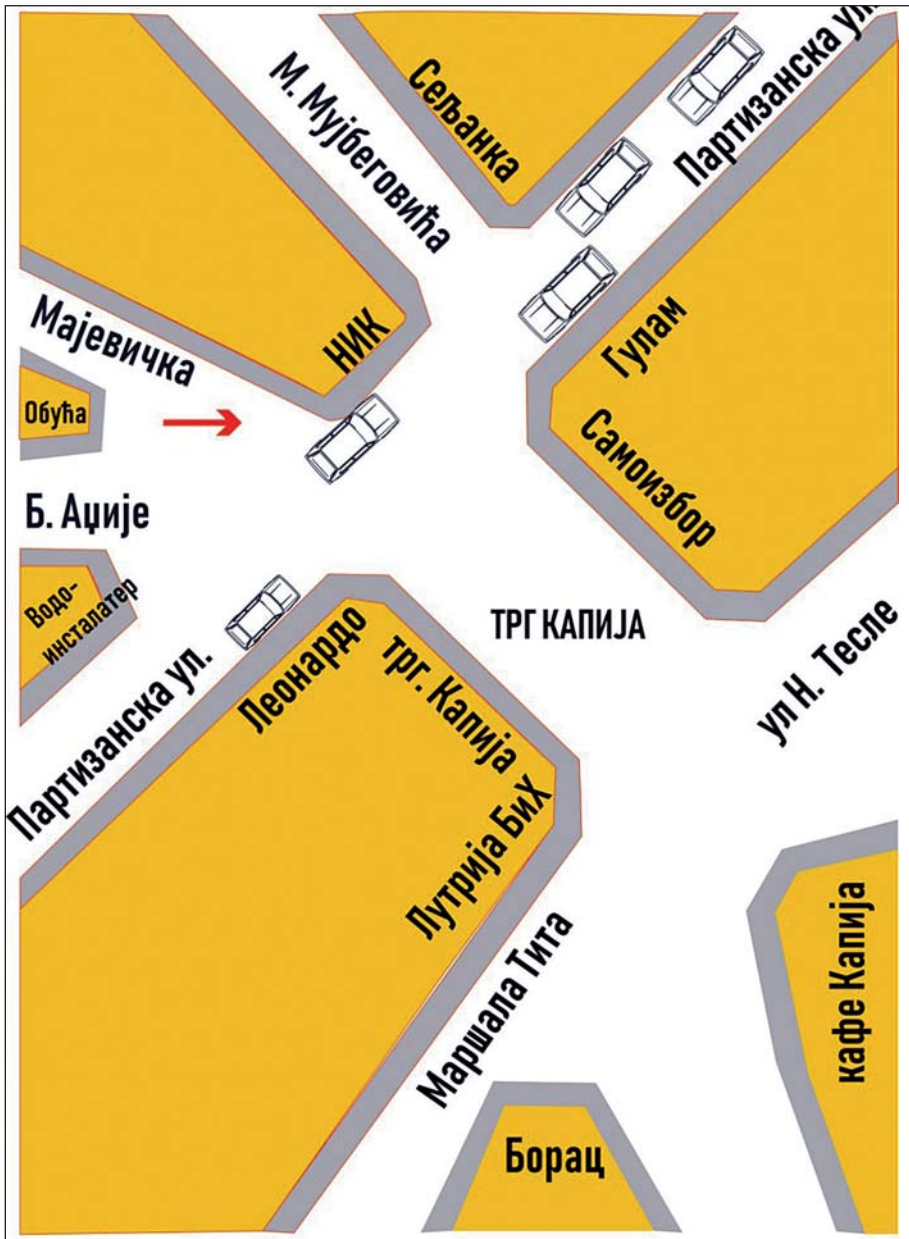 М. Мујбеговића
Сељанка
Партизанска ул.
Мајевичка
НИК
Гулам
Обућа
Самоизбор
Б. Аџије
Водо-
инсталатер
Партизанска ул.
Леонардо
трг. Капија
ТРГ КАПИЈА
ул Н. Тесле
Лутрија БиХ
Маршала Тита
кафе Капија
Борац